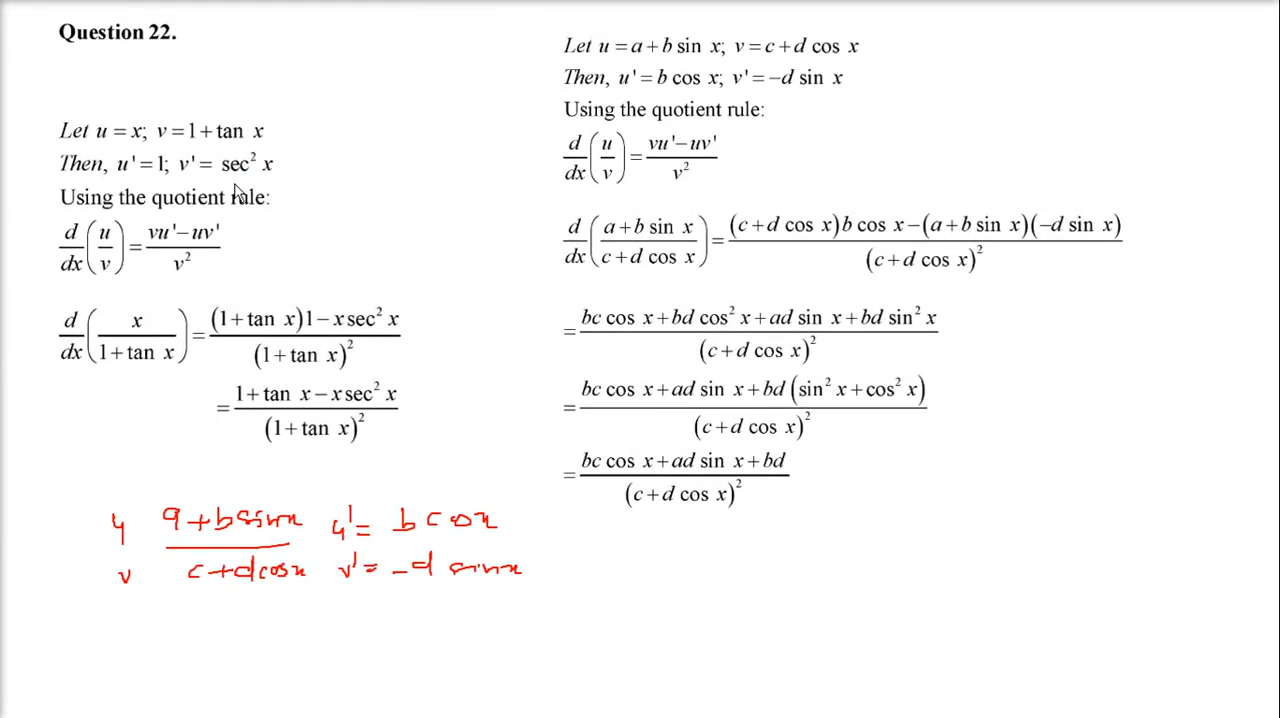 Question 22.
Let u = x; v = 1 + tan x
Then, u' = 1; v' = sec² x
Using the quotient rule:
d/dx (u/v) = (vu' − uv')/v²
d/dx (x/(1 + tan x)) = ((1 + tan x)1 − x sec² x)/(1 + tan x)²
= (1 + tan x − x sec² x)/(1 + tan x)²
u a + b sin x u' = b cos x
v c + d cos x v' = −d sin x
Let u = a + b sin x; v = c + d cos x
Then, u' = b cos x; v' = −d sin x
Using the quotient rule:
d/dx (u/v) = (vu' − uv')/v²
d/dx ((a + b sin x)/(c + d cos x)) = ((c + d cos x)b cos x − (a + b sin x)(−d sin x))/(c + d cos x)²
= (bc cos x + bd cos² x + ad sin x + bd sin² x)/(c + d cos x)²
= (bc cos x + ad sin x + bd (sin² x + cos² x))/(c + d cos x)²
= (bc cos x + ad sin x + bd)/(c + d cos x)²